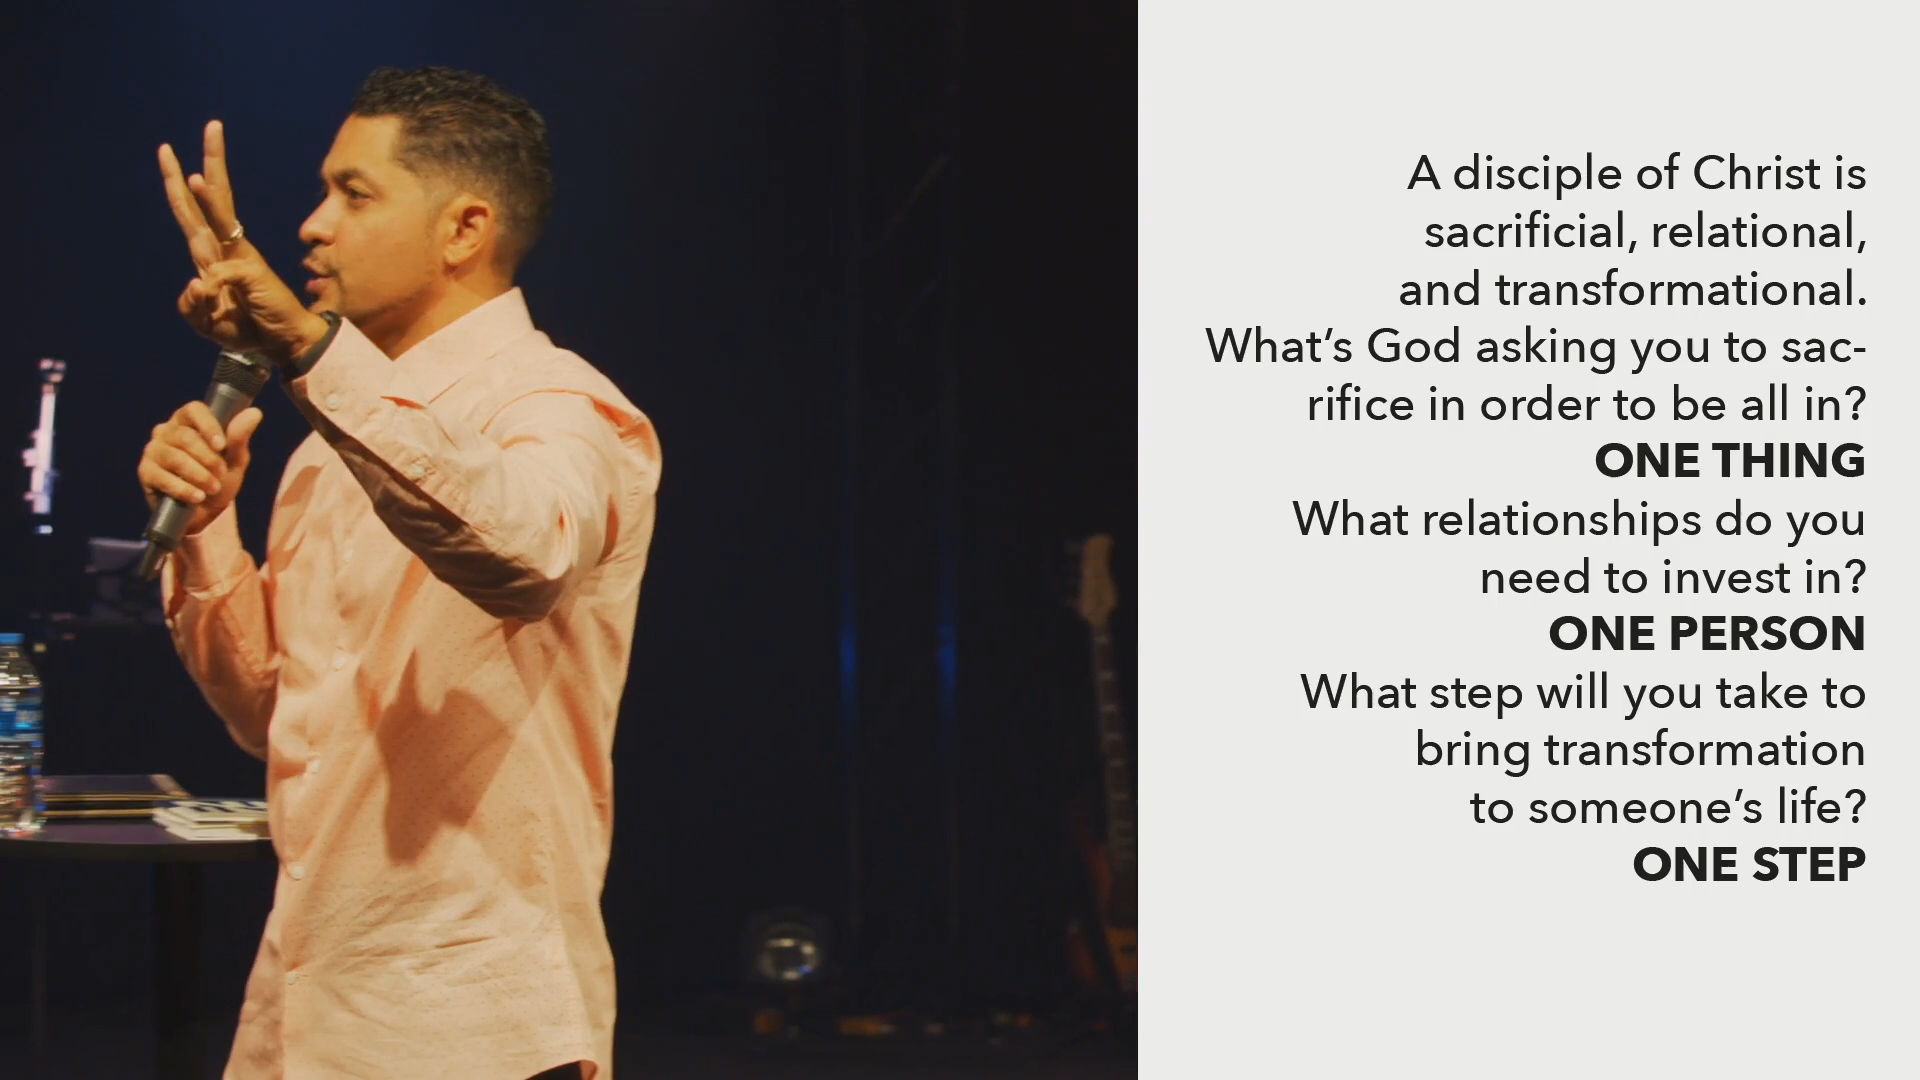 A disciple of Christ is
sacrificial, relational,
and transformational.
What’s God asking you to sac-
rifice in order to be all in?
ONE THING
What relationships do you
need to invest in?
ONE PERSON
What step will you take to
bring transformation
to someone’s life?
ONE STEP